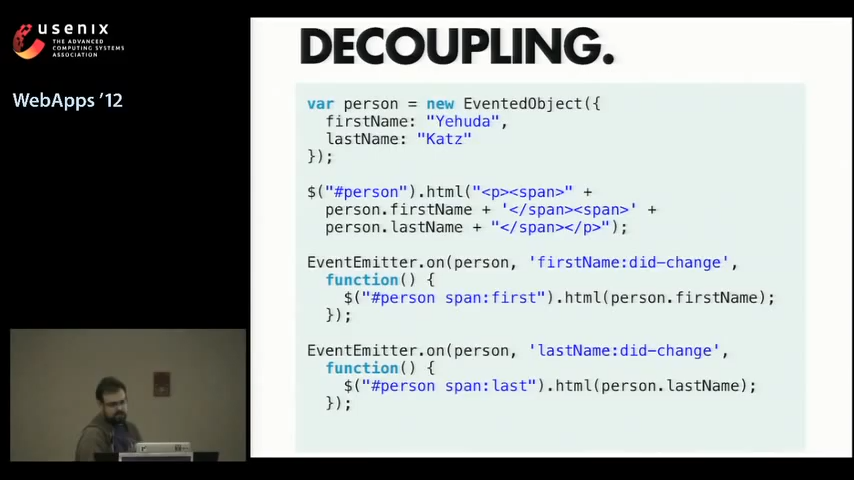 usenix
THE ADVANCED
COMPUTING SYSTEMS
ASSOCIATION
WebApps '12
DECOUPLING.
var person = new EventedObject({
  firstName: "Yehuda",
  lastName: "Katz"
});
$("#person").html("<p><span>" +
  person.firstName + '</span><span>' +
  person.lastName + "</span></p>");
EventEmitter.on(person, 'firstName:did-change',
  function() {
    $("#person span:first").html(person.firstName);
  });
EventEmitter.on(person, 'lastName:did-change',
  function() {
    $("#person span:last").html(person.lastName);
  });